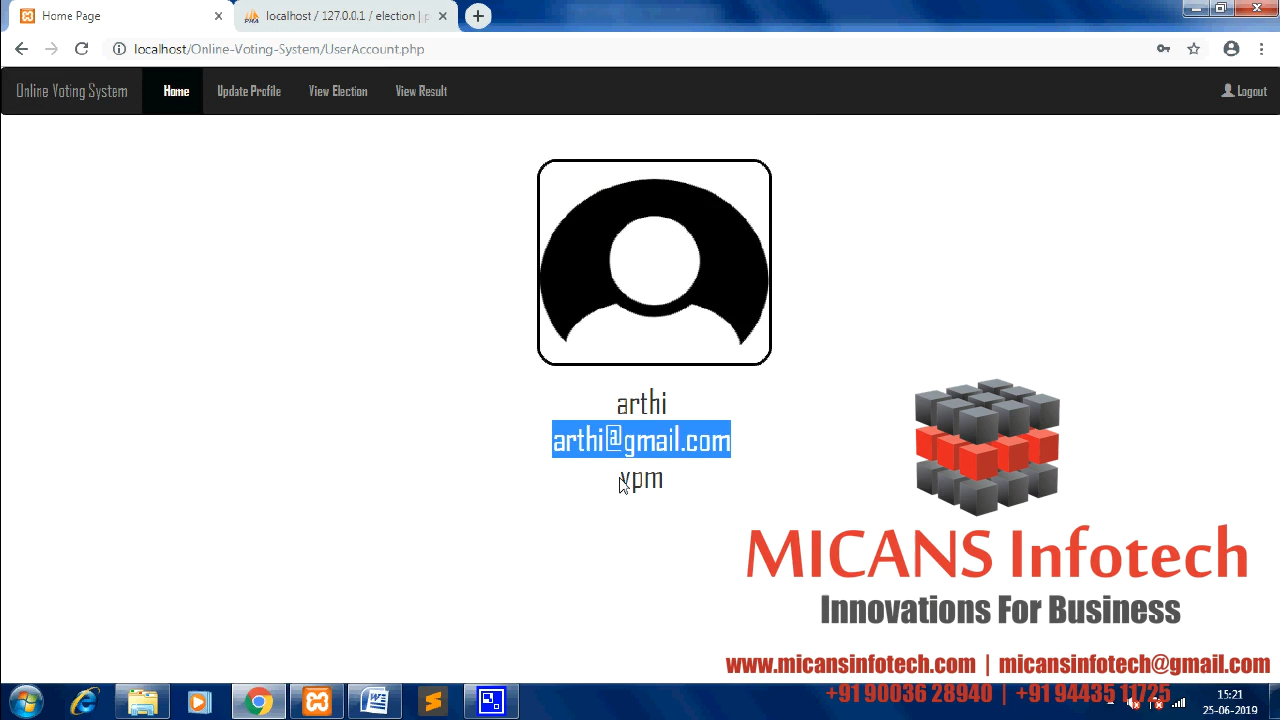 Home Page
localhost / 127.0.0.1 / election | p
localhost/Online-Voting-System/UserAccount.php
Online Voting System Home Update Profile View Election View Result Logout
arthi
arthi@gmail.com
vpm
MICANS Infotech
Innovations For Business
www.micansinfotech.com | micansinfotech@gmail.com
+91 90036 28940 | +91 94435 11725
15:21
25-06-2019